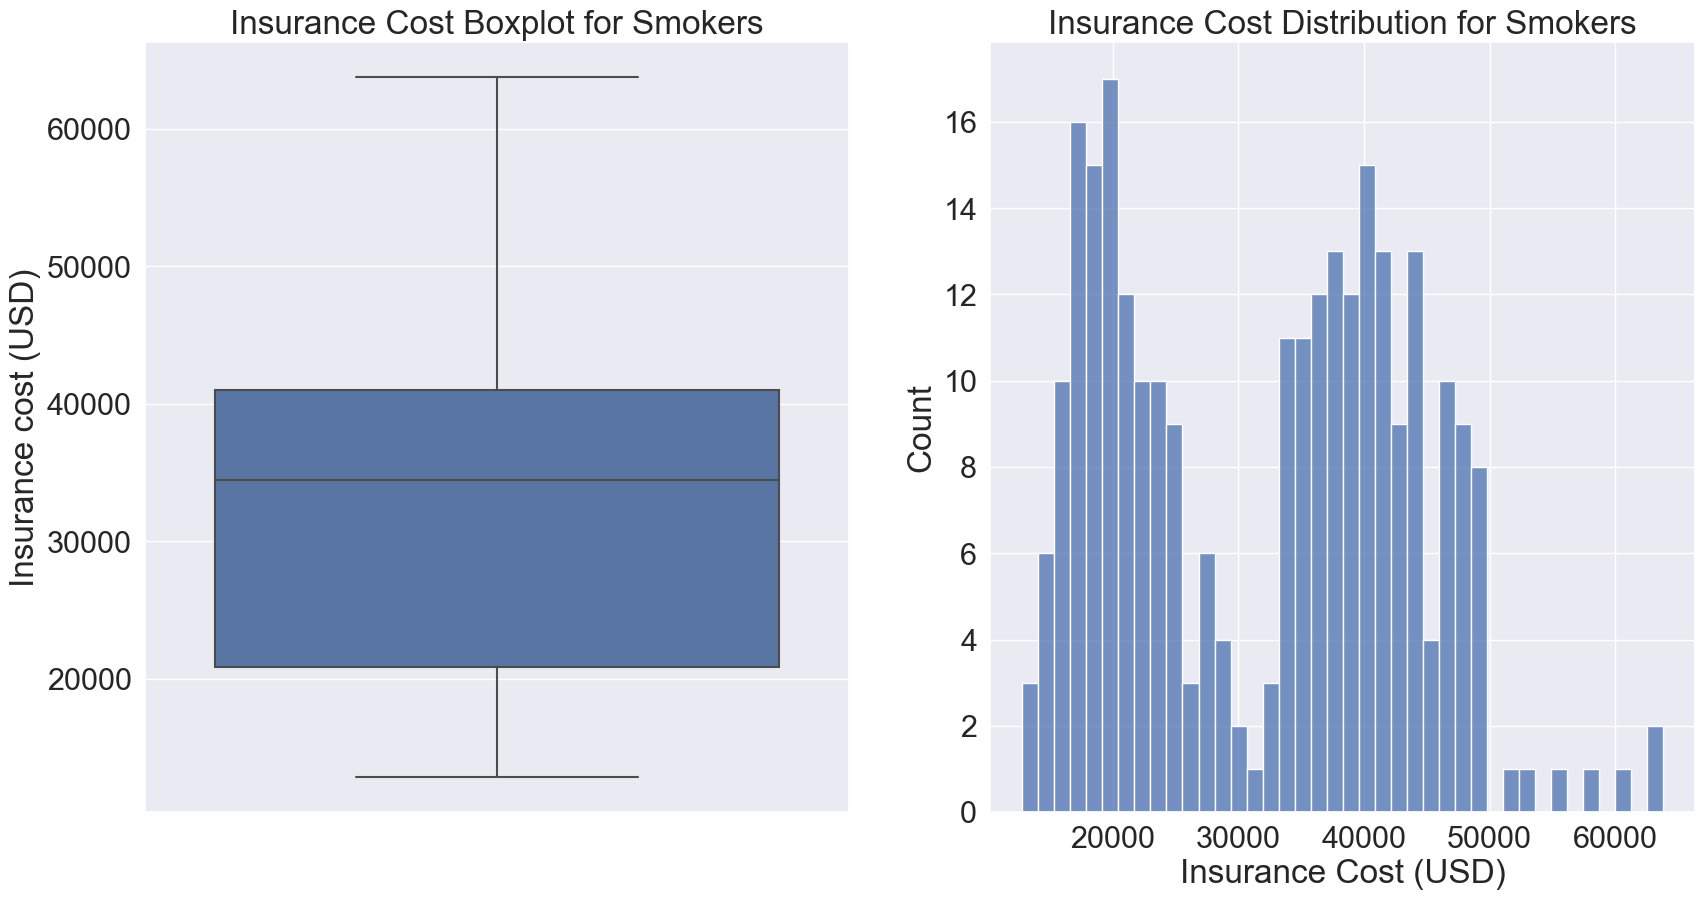 Insurance Cost Boxplot for Smokers
Insurance cost (USD)
60000
50000
40000
30000
20000
Insurance Cost Distribution for Smokers
Count
16
14
12
10
8
6
4
2
0
20000 30000 40000 50000 60000
Insurance Cost (USD)